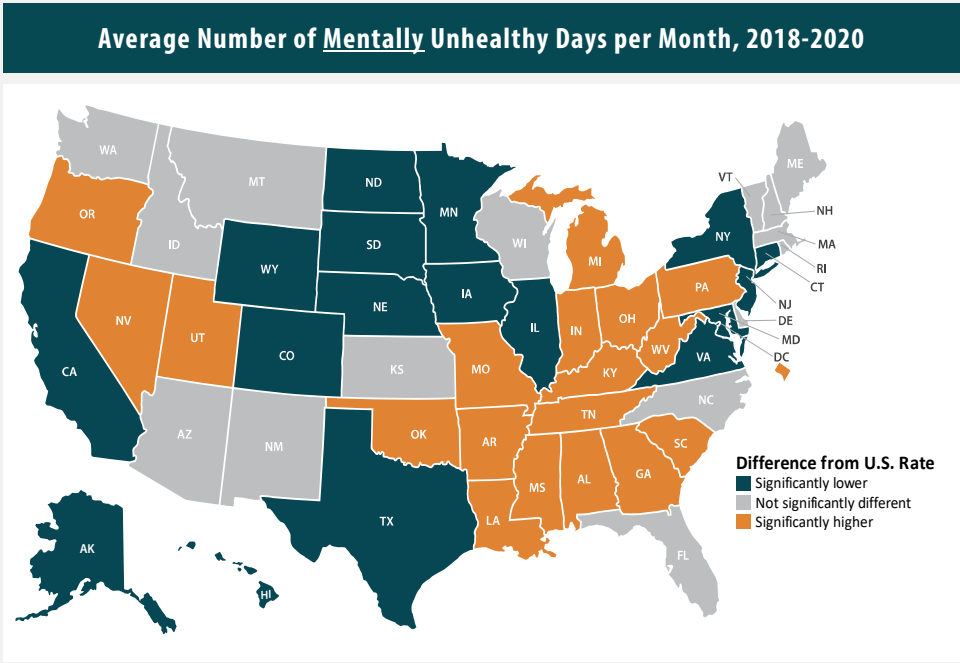 Average Number of Mentally Unhealthy Days per Month, 2018-2020
WA
MT
ND
MN
ME
VT
OR
ID
SD
WI
NY
NH
MI
MA
WY
RI
CT
IA
NE
PA
NJ
NV
UT
IL
IN
OH
DE
MD
CO
WV
VA
DC
CA
KS
MO
KY
NC
AZ
NM
OK
AR
TN
SC
MS
AL
GA
TX
LA
Difference from U.S. Rate
Significantly lower
Not significantly different
Significantly higher
AK
FL
HI